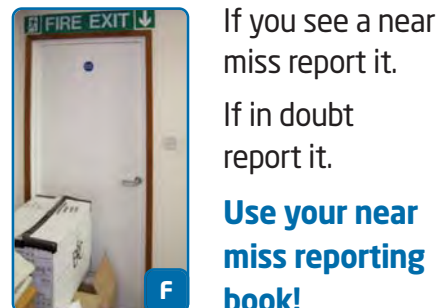 FIRE EXIT
If you see a near
miss report it.
If in doubt
report it.
Use your near
miss reporting
book!
F